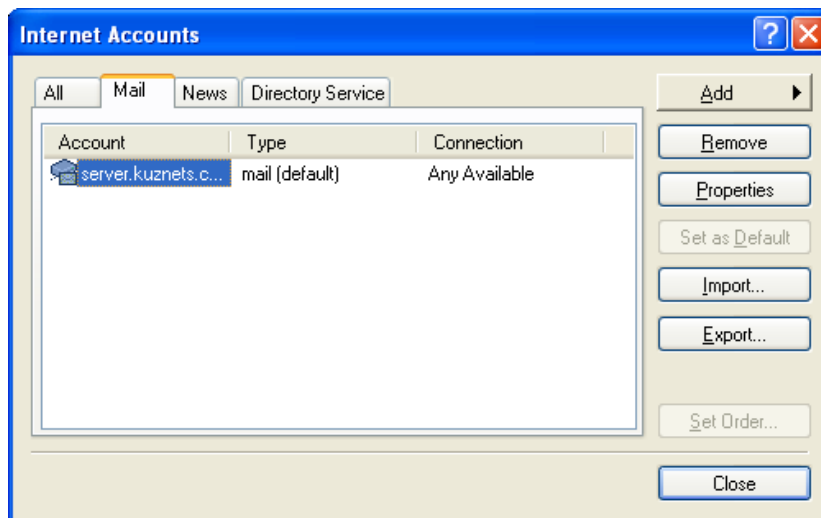 Internet Accounts
All Mail News Directory Service
Add
Account Type Connection
Remove
server.kuznets.c... mail (default) Any Available
Properties
Set as Default
Import...
Export...
Set Order...
Close